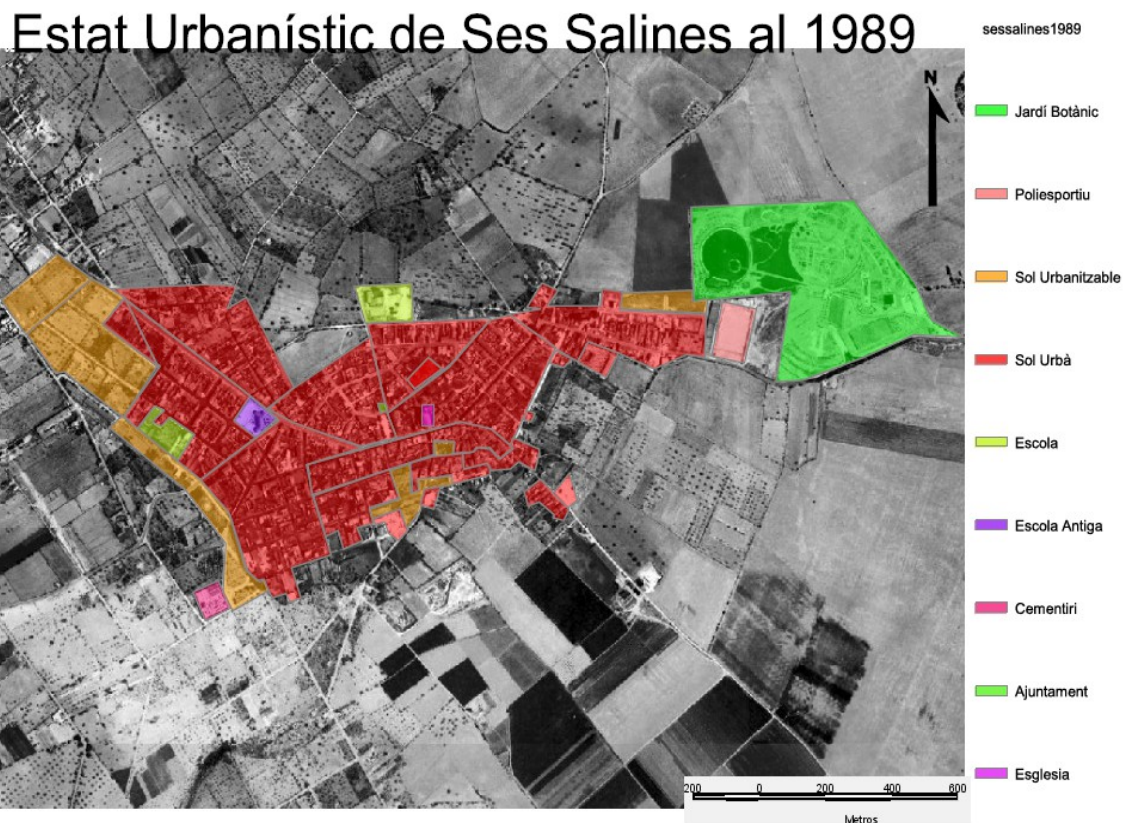 Estat Urbanístic de Ses Salines al 1989
sessalines1989
N
Jardí Botànic
Poliesportiu
Sol Urbanitzable
Sol Urbà
Escola
Escola Antiga
Cementiri
Ajuntament
Esglesia
200 0 200 400 600
Metros